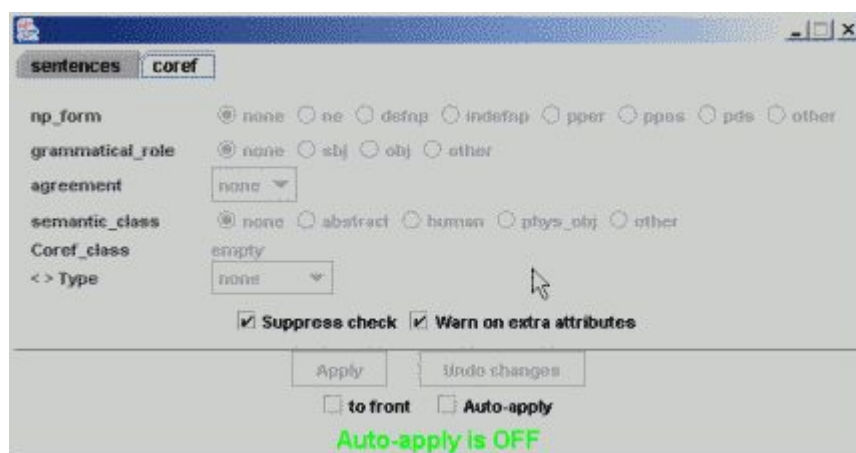 sentences coref
np_form none ne defnp indefnp pper ppos pds other
grammatical_role none sbj obj other
agreement none
semantic_class none abstract human phys_obj other
Coref_class empty
<> Type none
Suppress check Warn on extra attributes
Apply Undo changes
to front Auto-apply
Auto-apply is OFF